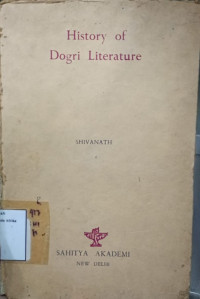 History of
Dogri Literature
SHIVANATH
SAHITYA AKADEMI
NEW DELHI